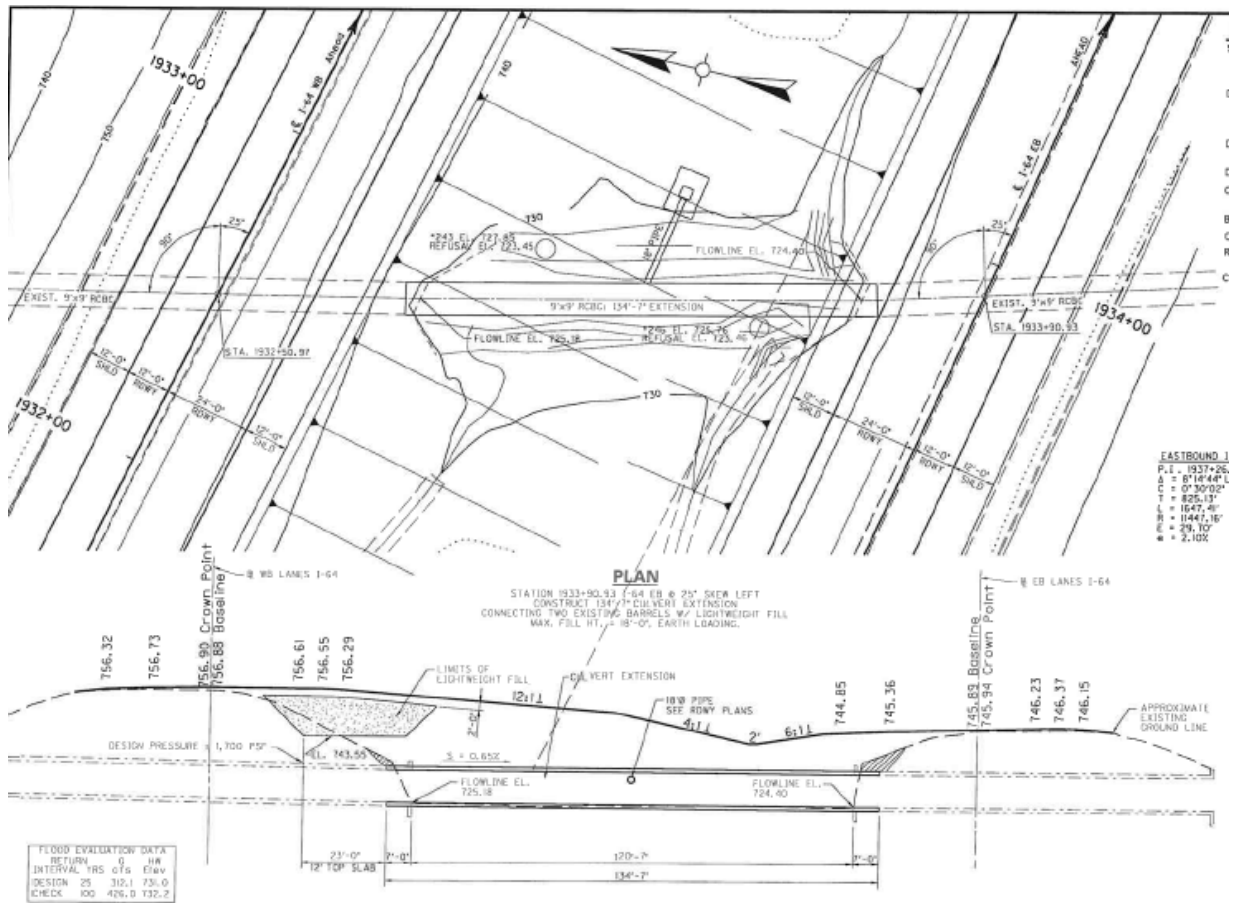 740
750
1933+00
Ⓛ I-64 WB Ahead
740
AHEAD
Ⓛ I-64 EB
25°
90°
730
*243 EL. 727.85
REFUSAL EL. 723.45
18" PIPE
FLOWLINE EL. 724.40
25°
90°
EXIST. 9'x9' RCBC
9'x9' RCBC; 134'-7" EXTENSION
EXIST. 9'x9' RCBC
STA. 1933+90.93
1934+00
FLOWLINE EL. 725.18
*246 EL. 725.76
REFUSAL EL. 723.46
STA. 1932+50.97
12'-0"
SHLD
12'-0"
RDWY
24'-0"
RDWY
12'-0"
SHLD
1932+00
730
12'-0"
SHLD
24'-0"
RDWY
12'-0"
RDWY
12'-0"
SHLD
EASTBOUND I
P.I. 1937+26.
Δ = 8°14'44" L
C = 0°30'02"
T = 825.13'
L = 1647.41'
R = 11447.16'
E = 29.70'
e = 2.10%
PLAN
STATION 1933+90.93 I-64 EB @ 25° SKEW LEFT
CONSTRUCT 134'-7" CULVERT EXTENSION
CONNECTING TWO EXISTING BARRELS W/ LIGHTWEIGHT FILL
MAX. FILL HT. = 18'-0", EARTH LOADING.
WB LANES I-64
EB LANES I-64
756.32
756.73
756.90 Crown Point
756.88 Baseline
756.61
756.55
756.29
LIMITS OF
LIGHTWEIGHT FILL
CULVERT EXTENSION
12:1
2'-0"
18"Ø PIPE
SEE RDWY PLANS
4:1
2'
6:1
744.85
745.36
745.89 Baseline
745.94 Crown Point
746.23
746.37
746.15
APPROXIMATE
EXISTING
GROUND LINE
DESIGN PRESSURE = 1,700 PSF
EL. 743.55
S = 0.65%
FLOWLINE EL.
725.18
FLOWLINE EL.
724.40
23'-0"
12" TOP SLAB
7'-0"
120'-7"
7'-0"
134'-7"
FLOOD EVALUATION DATA
RETURN Q HW
INTERVAL YRS cfs Elev
DESIGN 25 312.1 731.0
CHECK 100 426.0 732.2